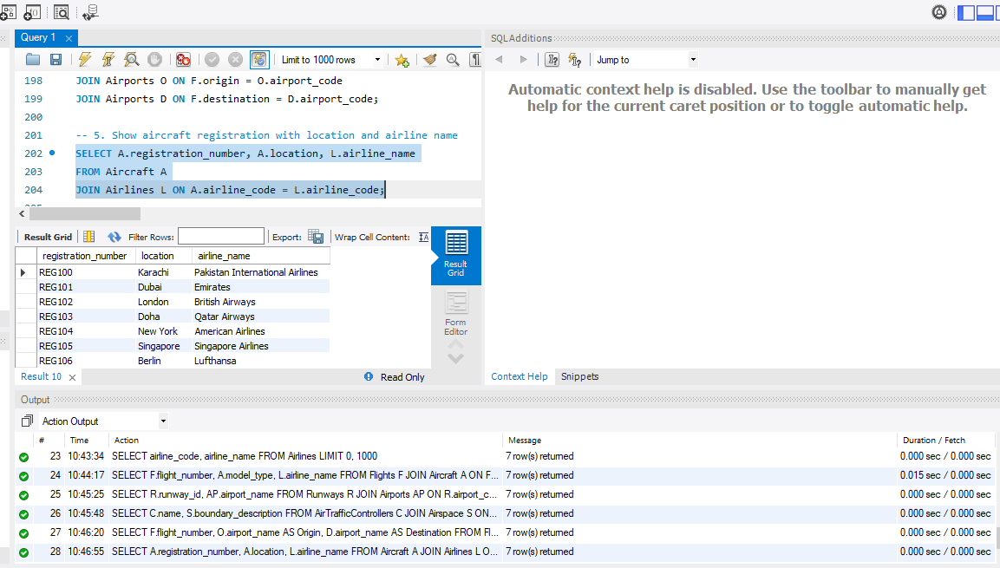 Query 1
SQLAdditions
Limit to 1000 rows
Jump to
198 JOIN Airports O ON F.origin = O.airport_code
199 JOIN Airports D ON F.destination = D.airport_code;
200
201 -- 5. Show aircraft registration with location and airline name
202 SELECT A.registration_number, A.location, L.airline_name
203 FROM Aircraft A
204 JOIN Airlines L ON A.airline_code = L.airline_code;
Automatic context help is disabled. Use the toolbar to manually get
help for the current caret position or to toggle automatic help.
Result Grid Filter Rows: Export: Wrap Cell Content:
registration_number location airline_name
REG100 Karachi Pakistan International Airlines
REG101 Dubai Emirates
REG102 London British Airways
REG103 Doha Qatar Airways
REG104 New York American Airlines
REG105 Singapore Singapore Airlines
REG106 Berlin Lufthansa
Result
Grid
Form
Editor
Result 10
Read Only
Context Help Snippets
Output
Action Output
# Time Action Message Duration / Fetch
23 10:43:34 SELECT airline_code, airline_name FROM Airlines LIMIT 0, 1000 7 row(s) returned 0.000 sec / 0.000 sec
24 10:44:17 SELECT F.flight_number, A.model_type, L.airline_name FROM Flights F JOIN Aircraft A ON F... 7 row(s) returned 0.015 sec / 0.000 sec
25 10:45:25 SELECT R.runway_id, AP.airport_name FROM Runways R JOIN Airports AP ON R.airport_c... 7 row(s) returned 0.000 sec / 0.000 sec
26 10:45:48 SELECT C.name, S.boundary_description FROM AirTrafficControllers C JOIN Airspace S ON... 7 row(s) returned 0.000 sec / 0.000 sec
27 10:46:20 SELECT F.flight_number, O.airport_name AS Origin, D.airport_name AS Destination FROM Fl... 7 row(s) returned 0.000 sec / 0.000 sec
28 10:46:55 SELECT A.registration_number, A.location, L.airline_name FROM Aircraft A JOIN Airlines L O... 7 row(s) returned 0.000 sec / 0.000 sec